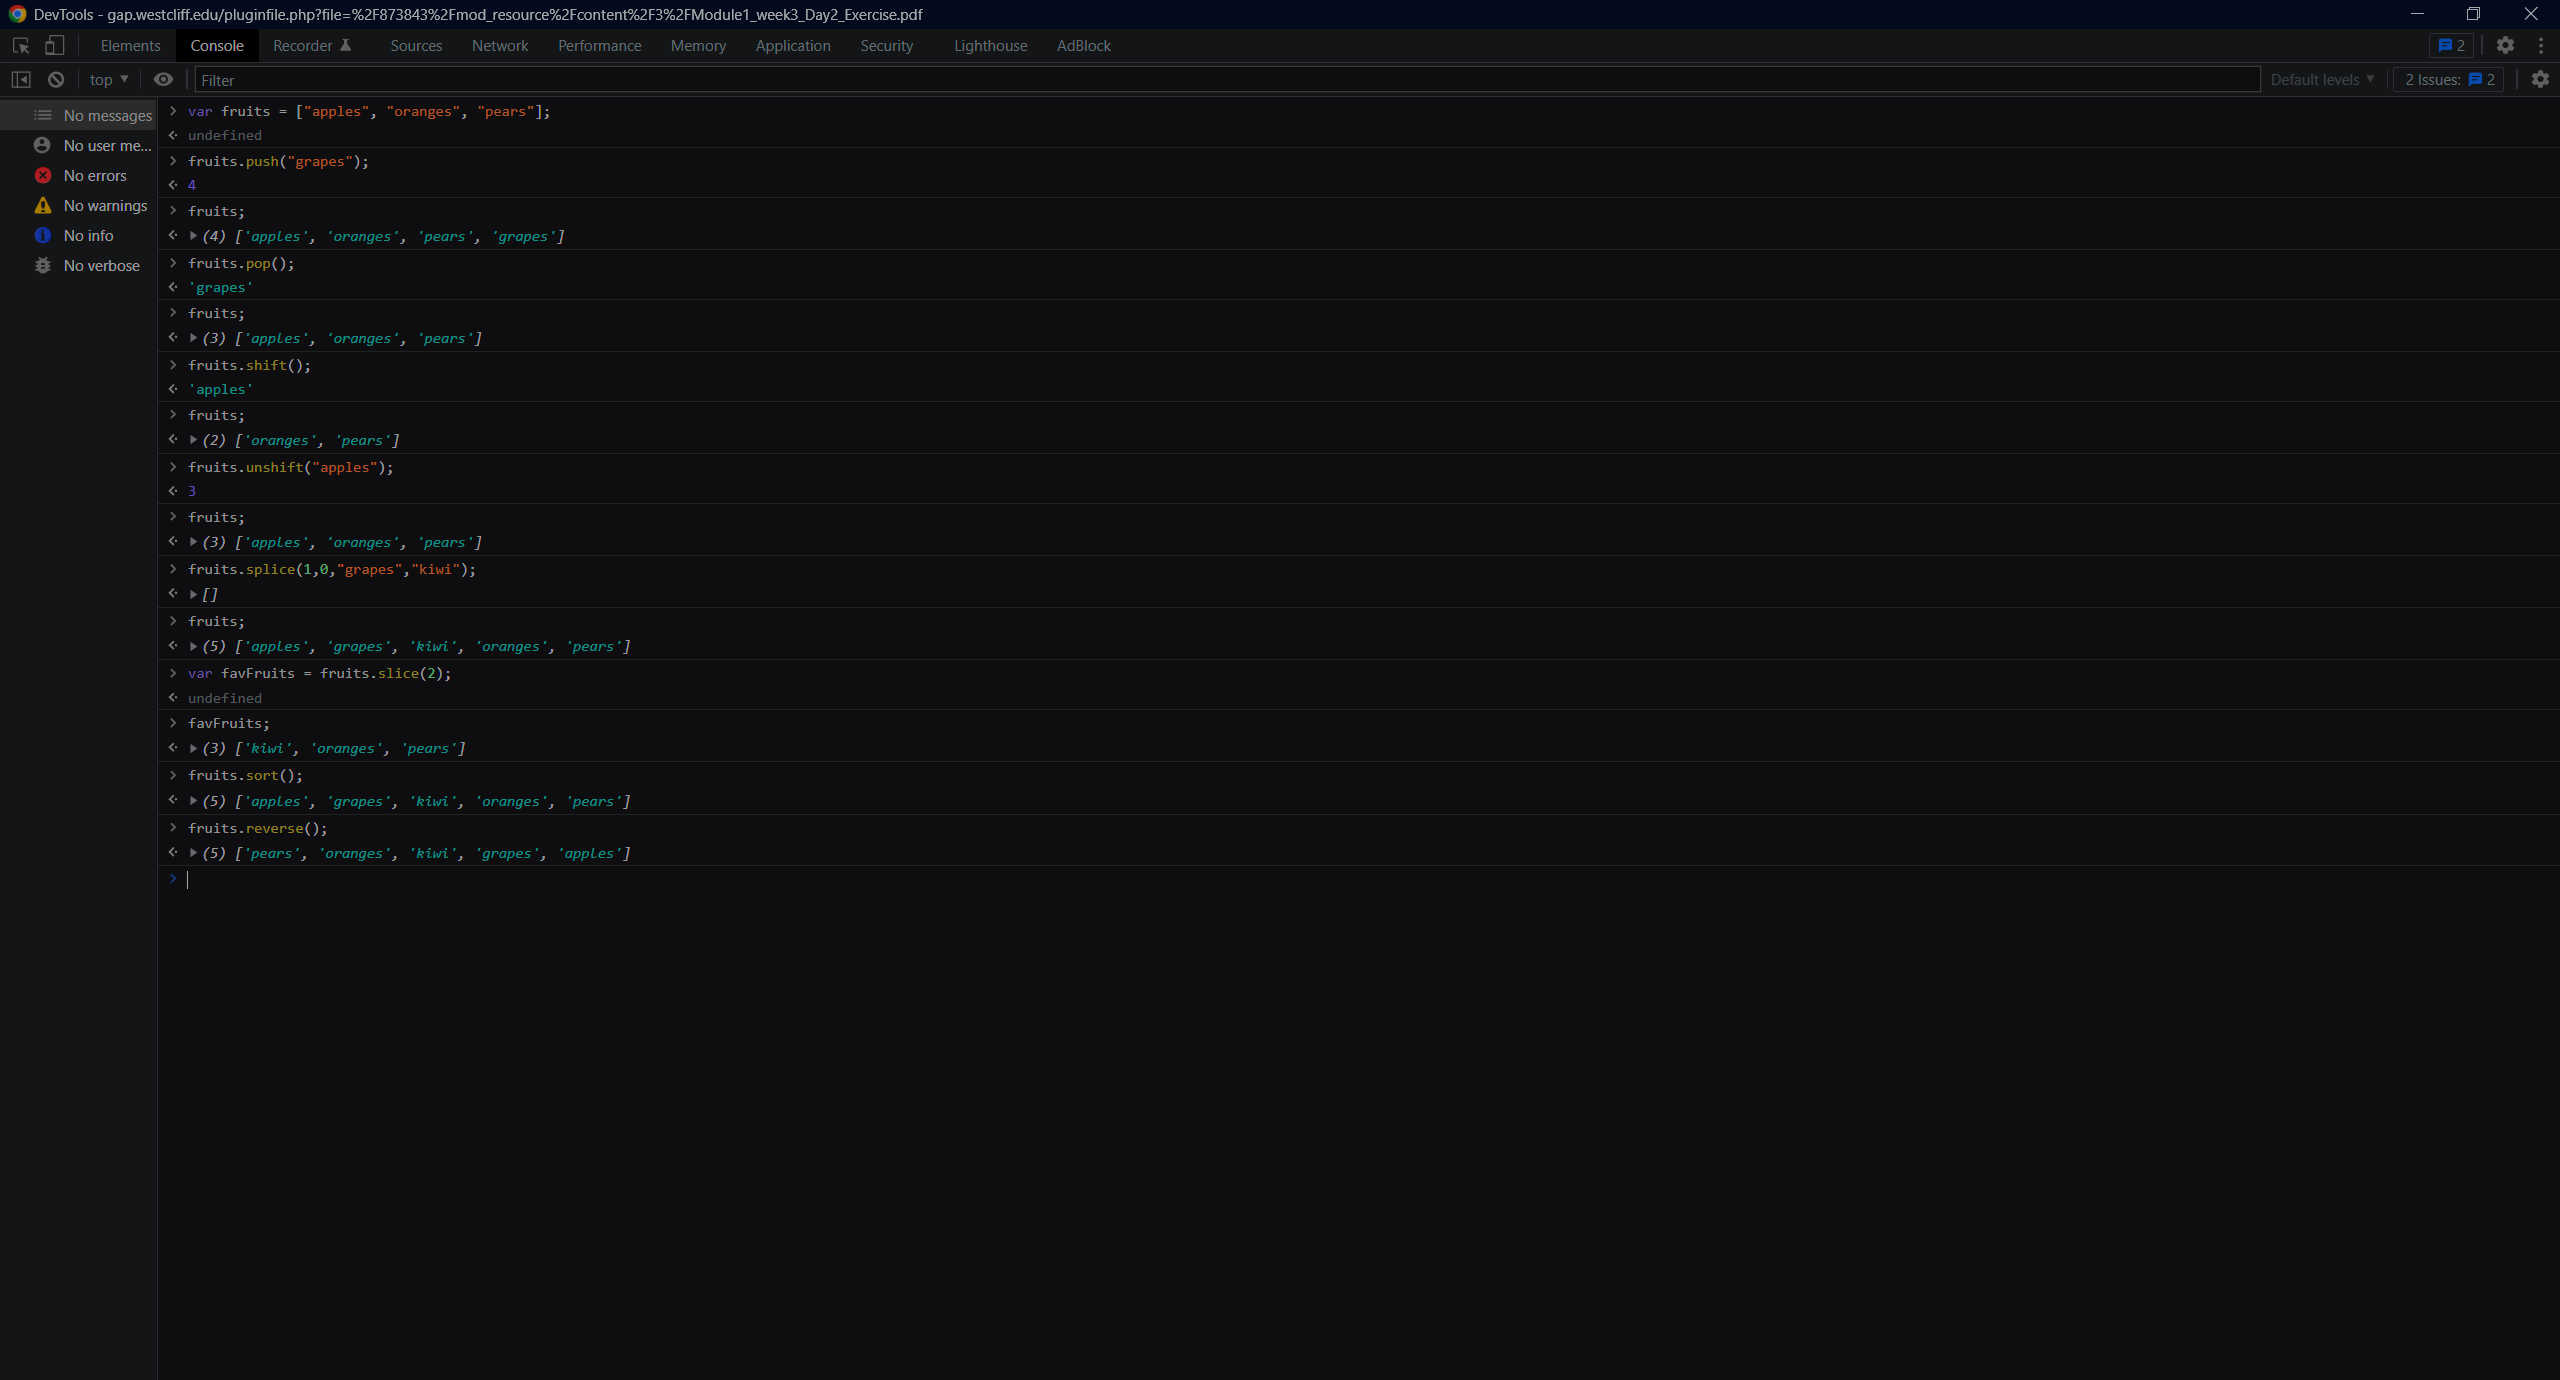 DevTools - gap.westcliff.edu/pluginfile.php?file=%2F873843%2Fmod_resource%2Fcontent%2F3%2FModule1_week3_Day2_Exercise.pdf
Elements Console Recorder Sources Network Performance Memory Application Security Lighthouse AdBlock 2
top Filter Default levels 2 Issues: 2
No messages
No user me...
No errors
No warnings
No info
No verbose
var fruits = ["apples", "oranges", "pears"];
undefined
fruits.push("grapes");
4
fruits;
(4) ['apples', 'oranges', 'pears', 'grapes']
fruits.pop();
'grapes'
fruits;
(3) ['apples', 'oranges', 'pears']
fruits.shift();
'apples'
fruits;
(2) ['oranges', 'pears']
fruits.unshift("apples");
3
fruits;
(3) ['apples', 'oranges', 'pears']
fruits.splice(1,0,"grapes","kiwi");
[]
fruits;
(5) ['apples', 'grapes', 'kiwi', 'oranges', 'pears']
var favFruits = fruits.slice(2);
undefined
favFruits;
(3) ['kiwi', 'oranges', 'pears']
fruits.sort();
(5) ['apples', 'grapes', 'kiwi', 'oranges', 'pears']
fruits.reverse();
(5) ['pears', 'oranges', 'kiwi', 'grapes', 'apples']